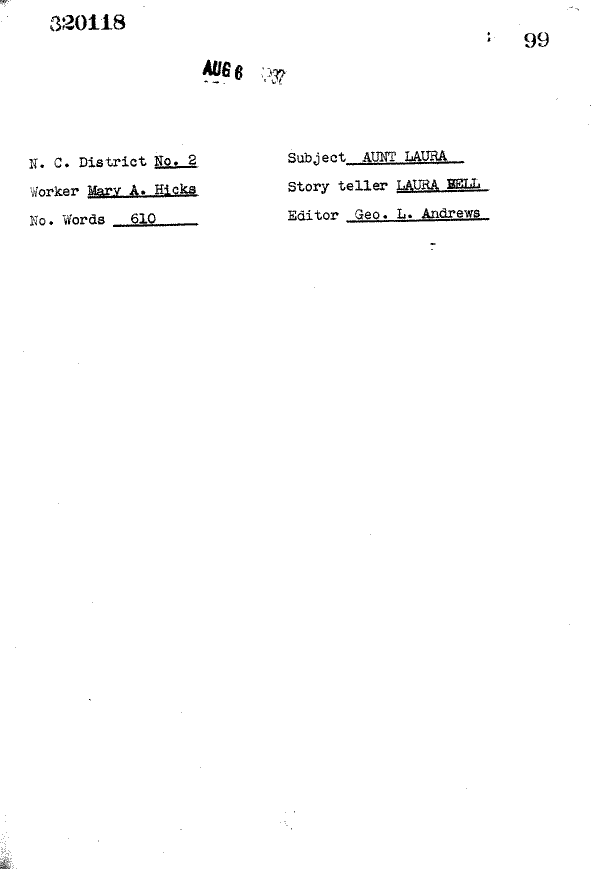 320118
99
AUG 6 1937
N. C. District No. 2
Subject AUNT LAURA
Worker Mary A. Hicks
Story teller LAURA BELL
No. Words 610
Editor Geo. L. Andrews